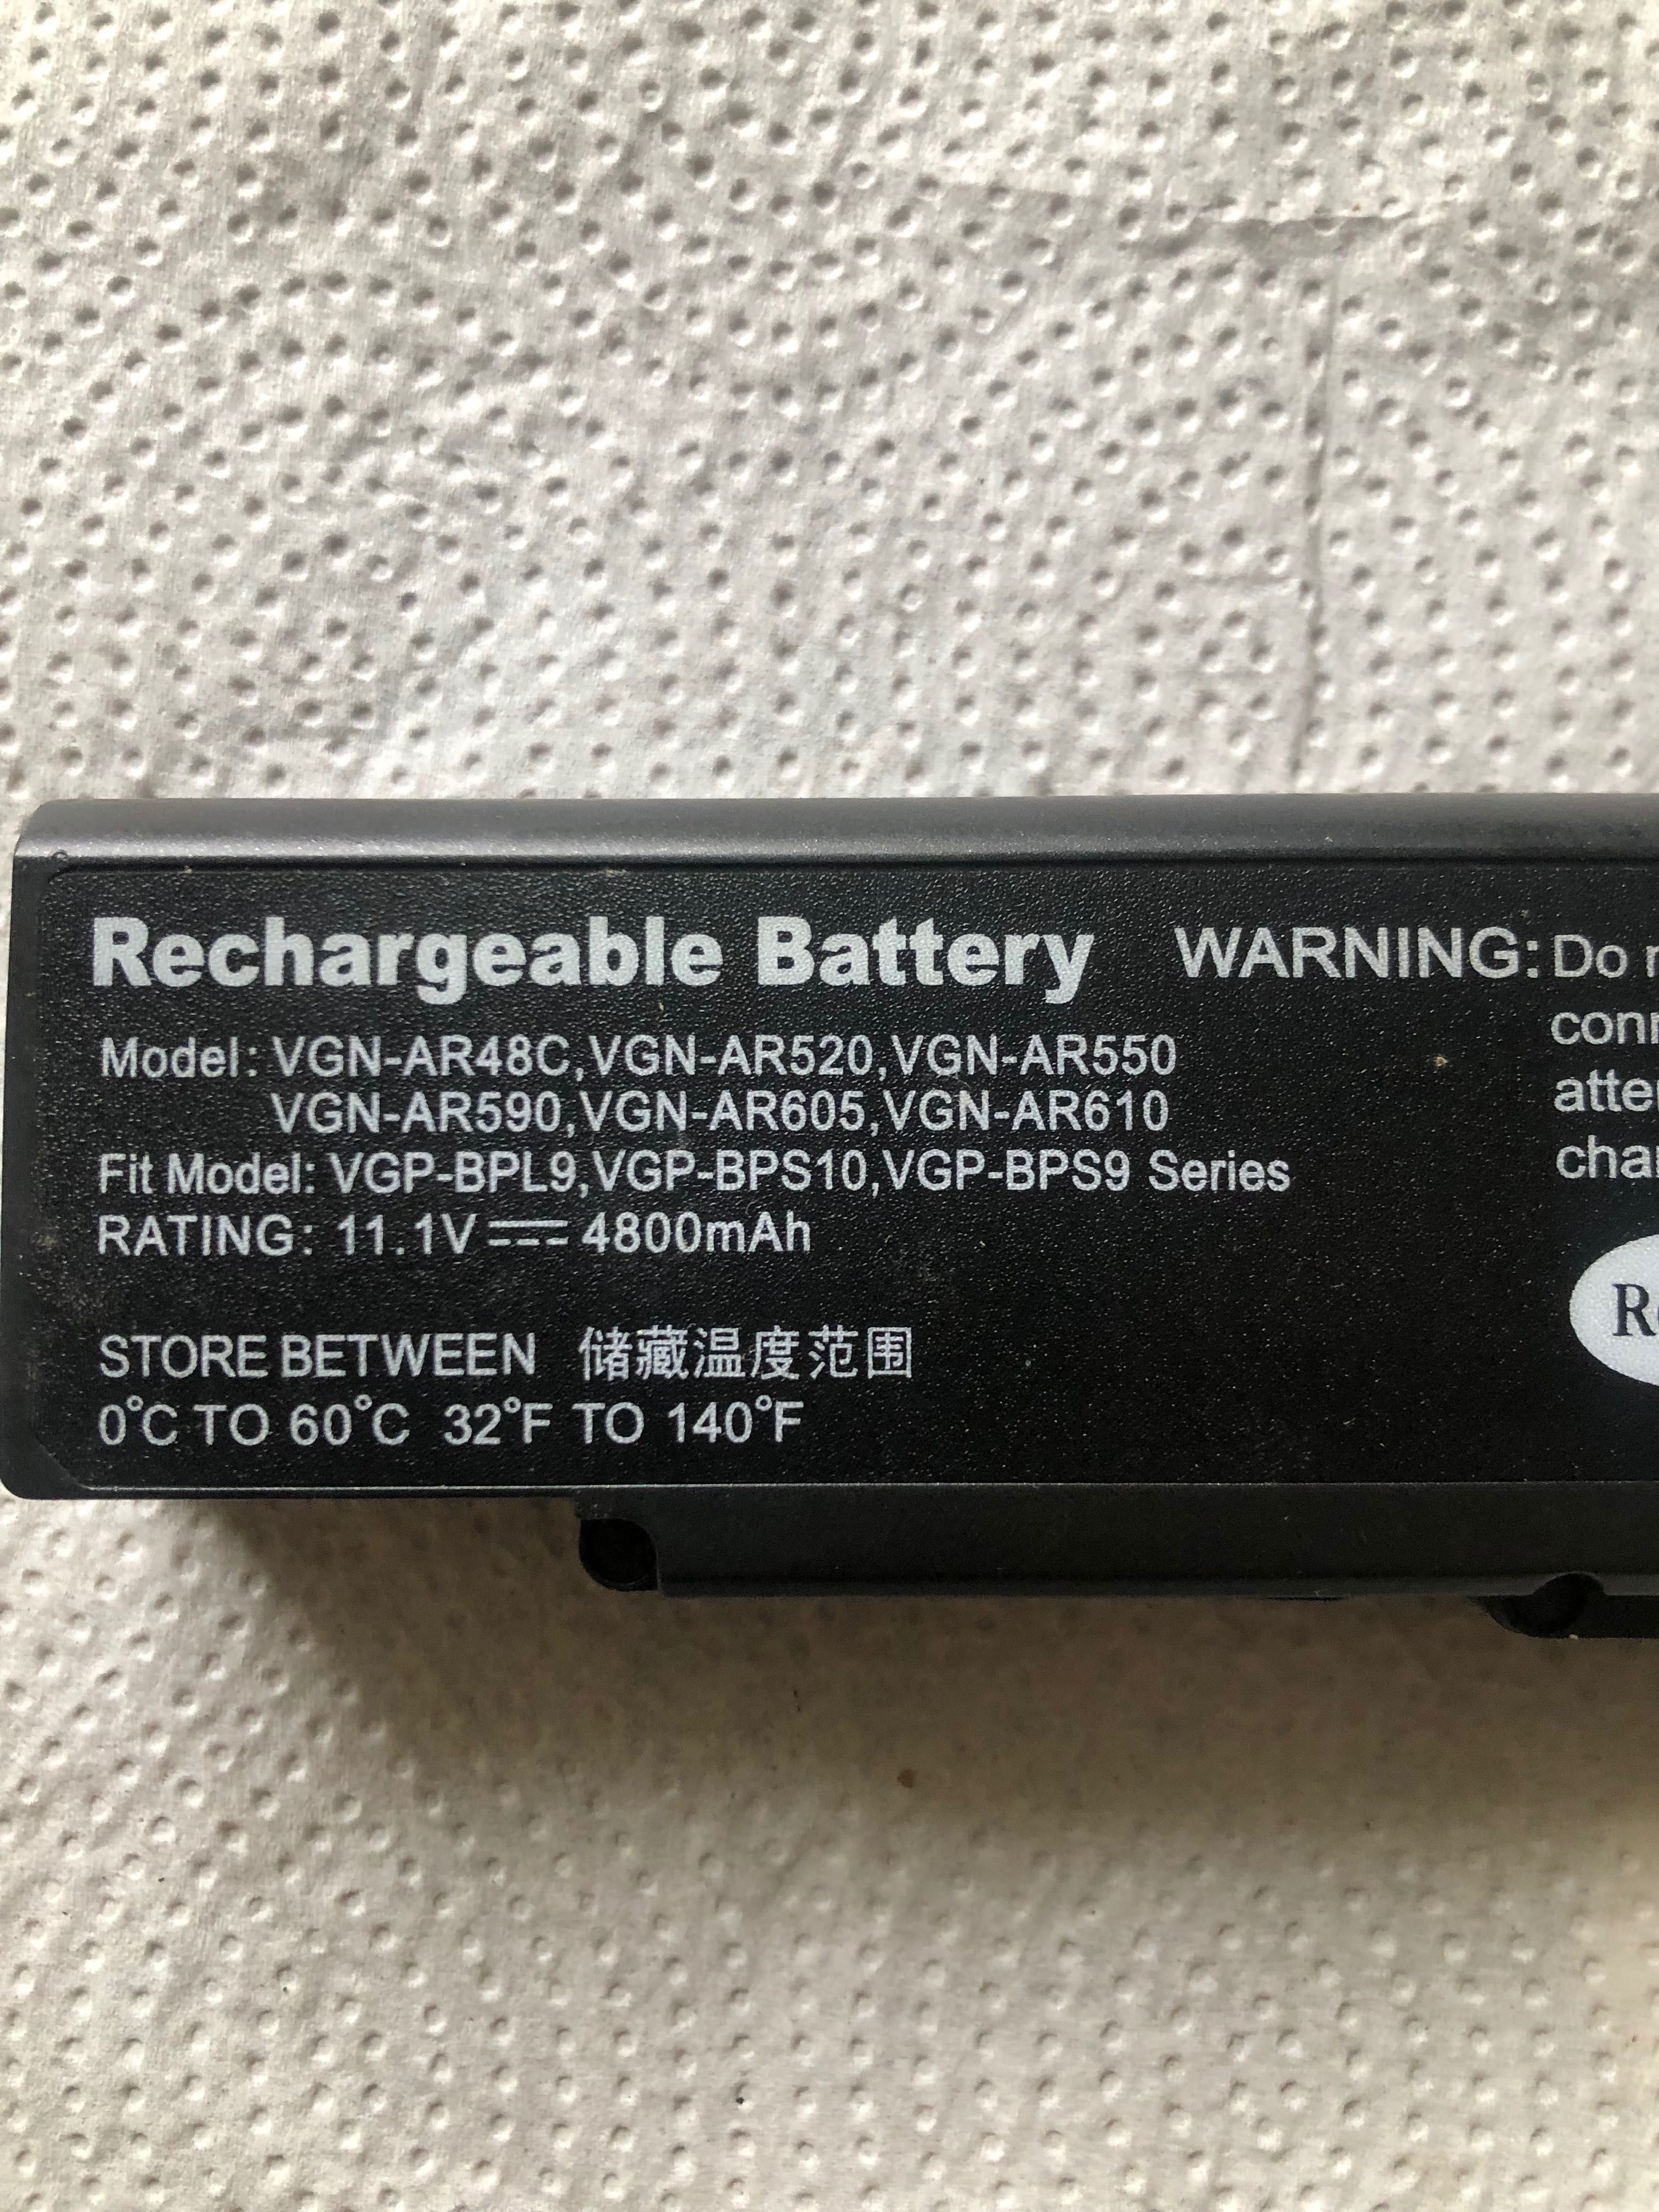 Rechargeable Battery
Model: VGN-AR48C,VGN-AR520,VGN-AR550
VGN-AR590,VGN-AR605,VGN-AR610
Fit Model: VGP-BPL9,VGP-BPS10,VGP-BPS9 Series
RATING: 11.1V⎓4800mAh
STORE BETWEEN 储藏温度范围
0°C TO 60°C 32°F TO 140°F
WARNING: Do